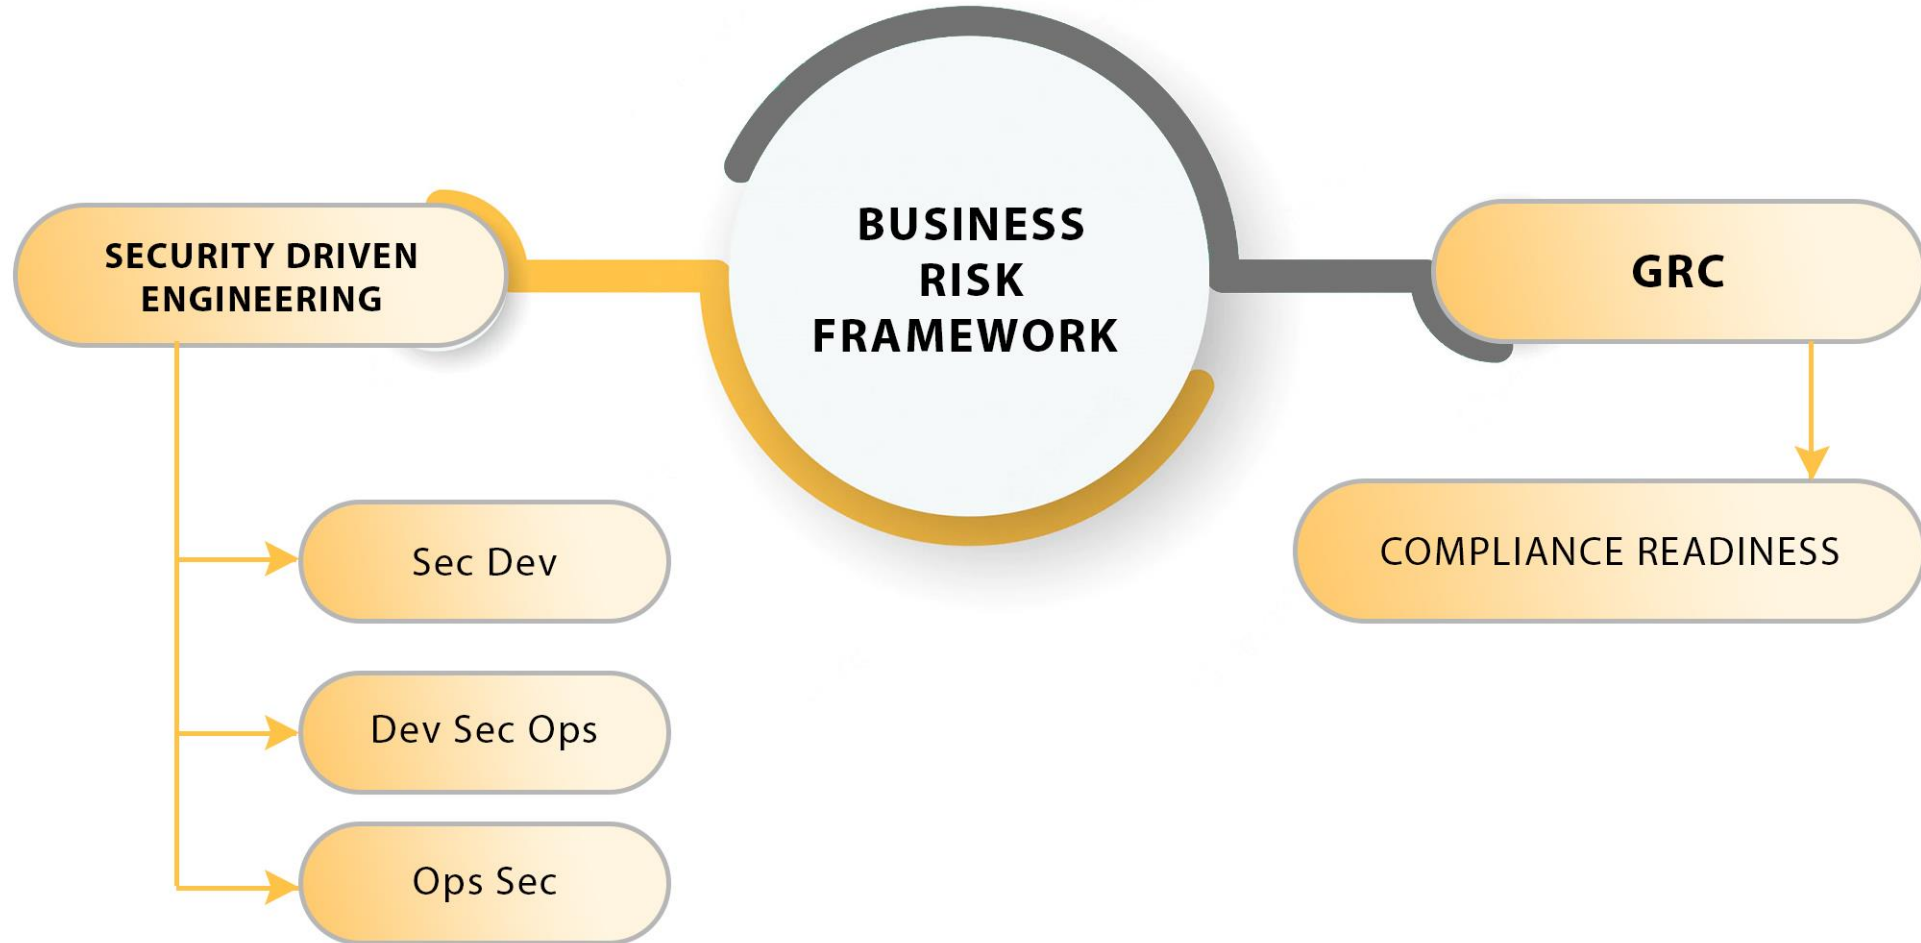 BUSINESS
RISK
FRAMEWORK
SECURITY DRIVEN
ENGINEERING
Sec Dev
Dev Sec Ops
Ops Sec
GRC
COMPLIANCE READINESS